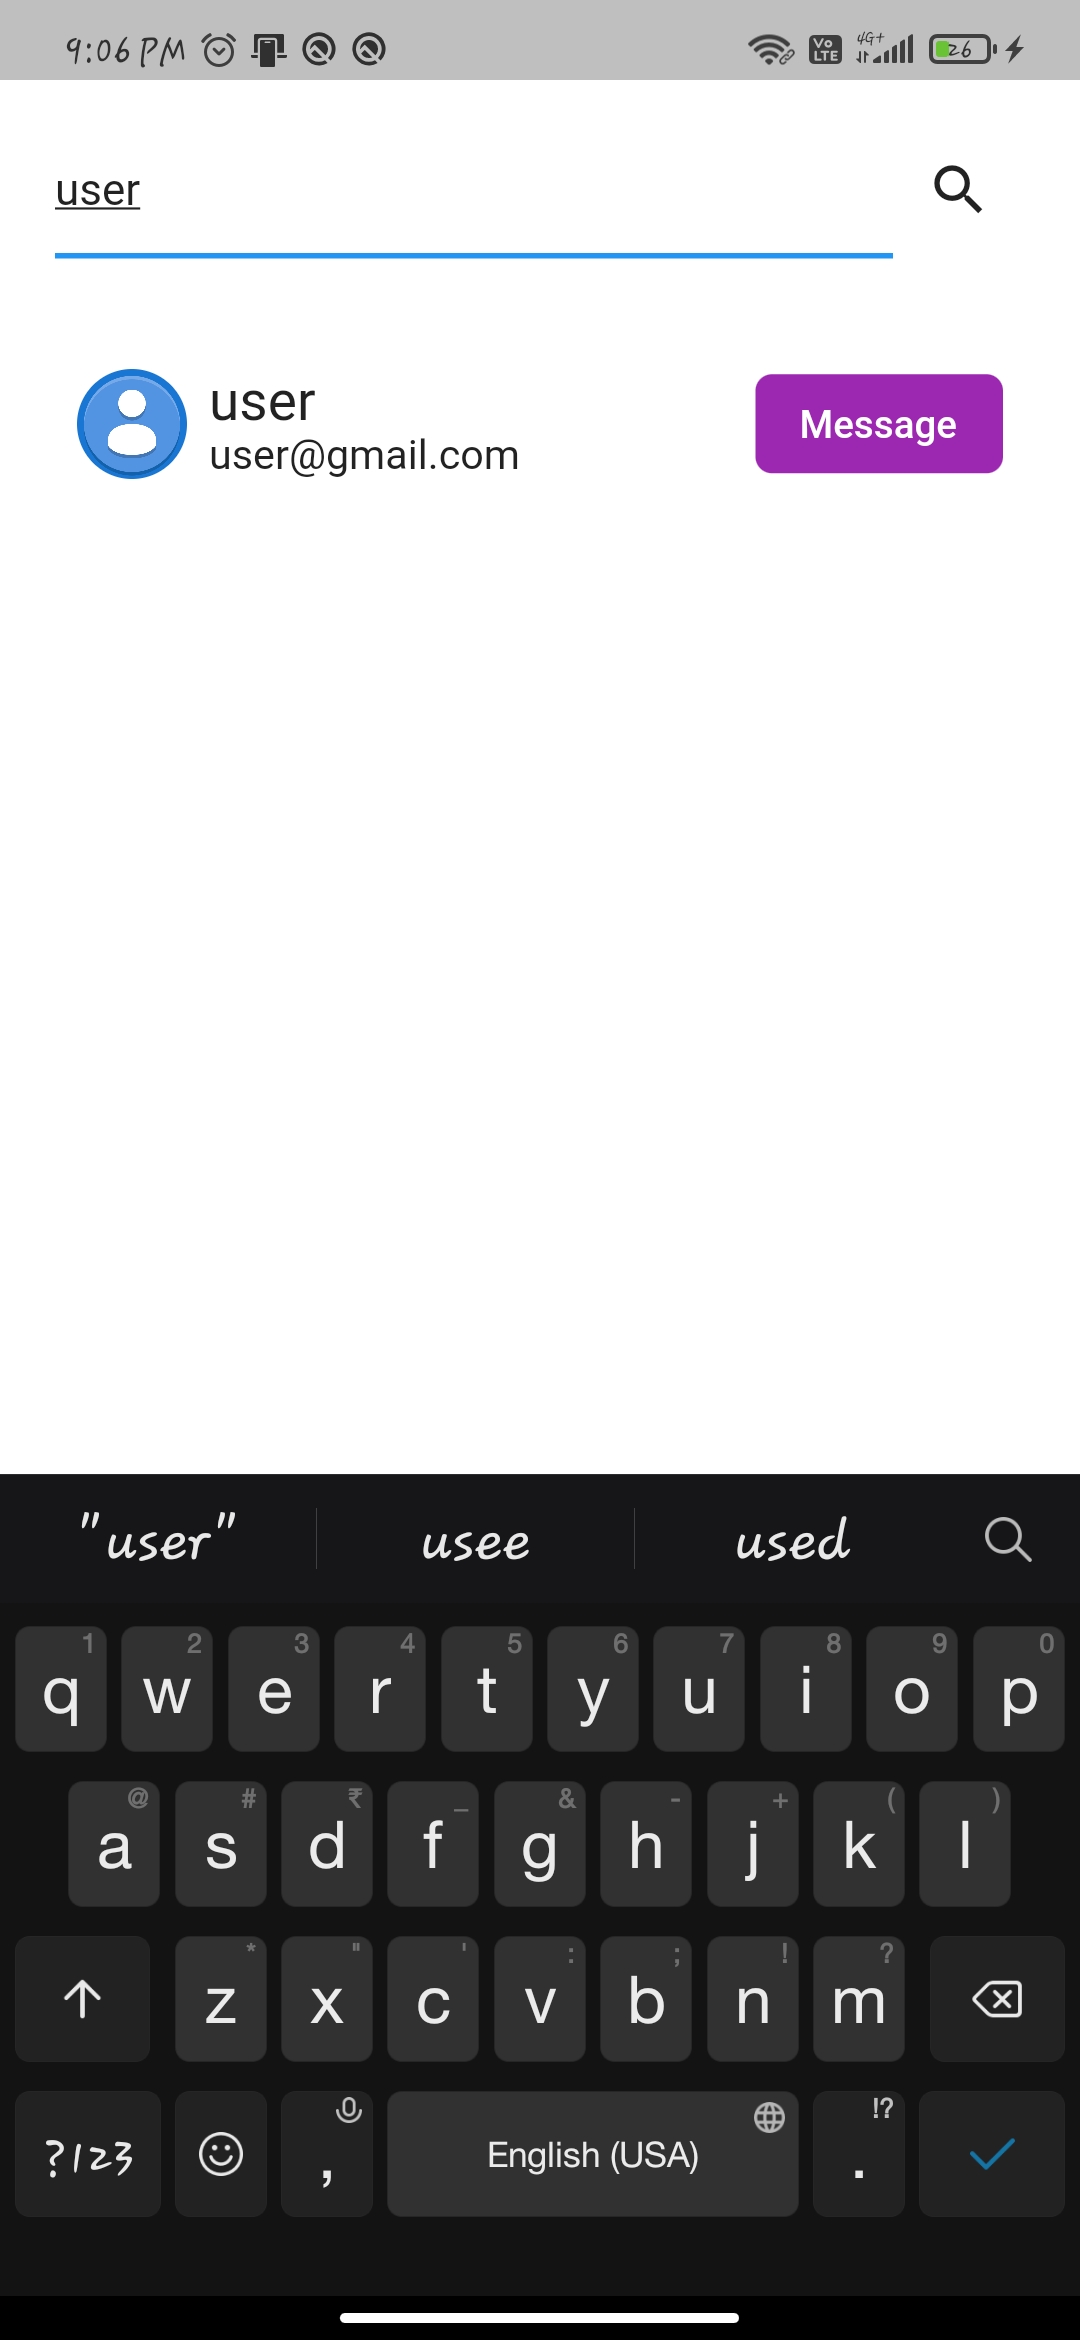 9:06 PM Vo LTE 4G+ 26
user
user
user@gmail.com
Message
"user" usee used
1 2 3 4 5 6 7 8 9 0
q w e r t y u i o p
@ # ₹ _ & - + ( )
a s d f g h j k l
* " ' : ; ! ?
z x c v b n m
!?
?123 , English (USA) .